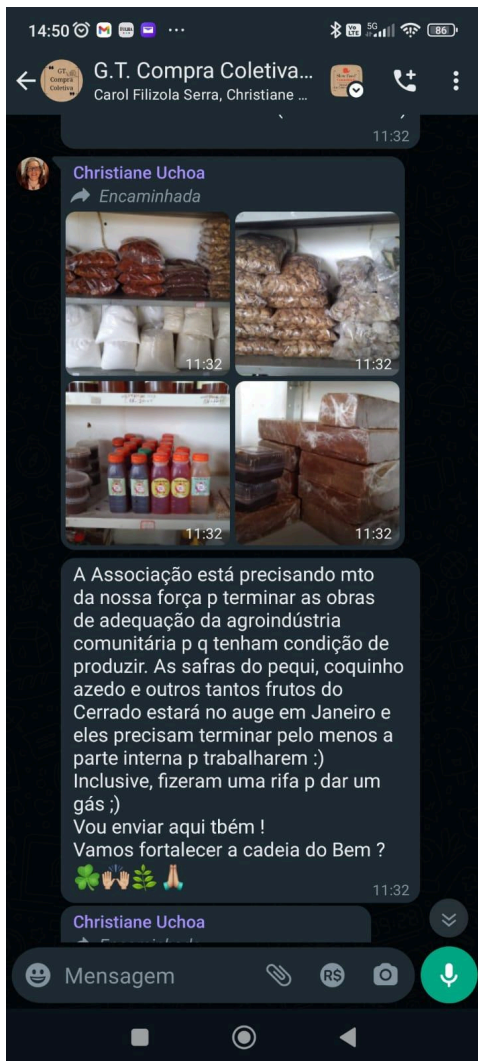 14:50
5G
86
G.T. Compra Coletiva...
Carol Filizola Serra, Christiane ...
11:32
Christiane Uchoa
Encaminhada
11:32
11:32
11:32
11:32
A Associação está precisando mto
da nossa força p terminar as obras
de adequação da agroindústria
comunitária p q tenham condição de
produzir. As safras do pequi, coquinho
azedo e outros tantos frutos do
Cerrado estará no auge em Janeiro e
eles precisam terminar pelo menos a
parte interna p trabalharem :)
Inclusive, fizeram uma rifa p dar um
gás ;)
Vou enviar aqui tbém !
Vamos fortalecer a cadeia do Bem ?
☘️🙌🏼🌿🙏🏼
11:32
Christiane Uchoa
Mensagem
R$